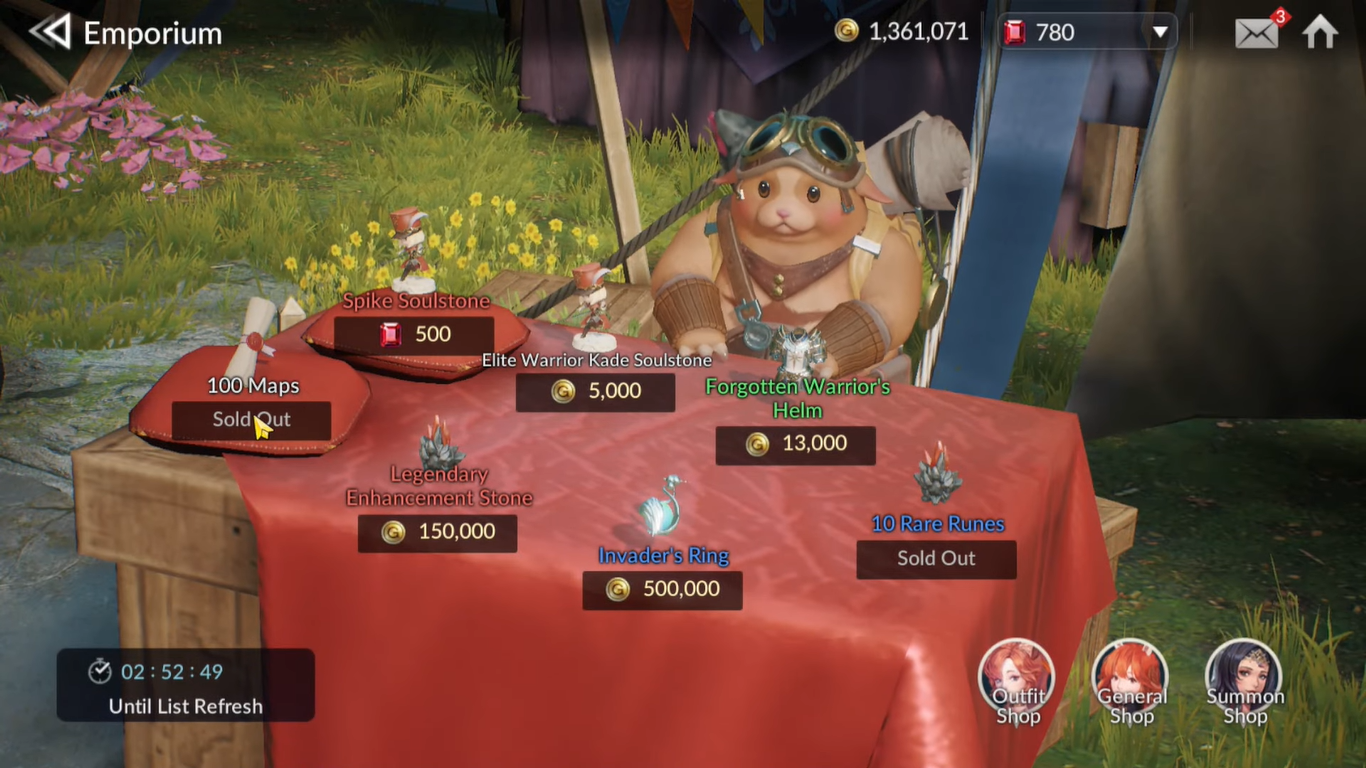 Emporium
1,361,071
780
3
Spike Soulstone
500
Elite Warrior Kade Soulstone
5,000
100 Maps
Sold Out
Forgotten Warrior's
Helm
13,000
Legendary
Enhancement Stone
150,000
10 Rare Runes
Sold Out
Invader's Ring
500,000
02 : 52 : 49
Until List Refresh
Outfit
Shop
General
Shop
Summon
Shop